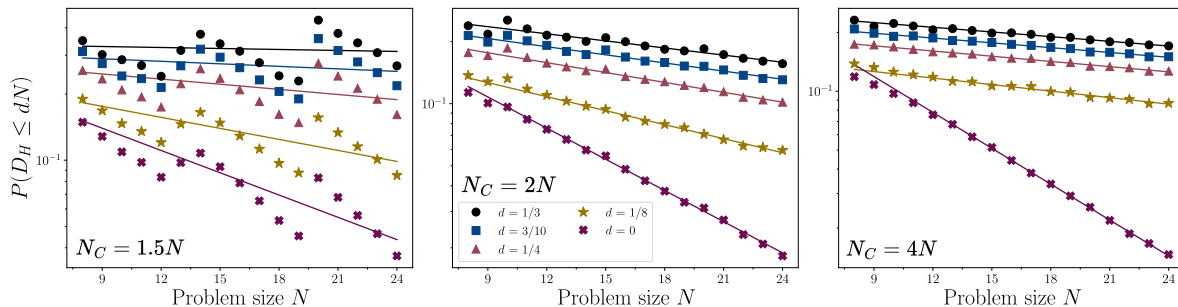 P(D_H ≤ dN)
10⁻¹
N_C = 1.5N
9 12 15 18 21 24
Problem size N
10⁻¹
N_C = 2N
d = 1/3
d = 3/10
d = 1/4
d = 1/8
d = 0
9 12 15 18 21 24
Problem size N
10⁻¹
N_C = 4N
9 12 15 18 21 24
Problem size N